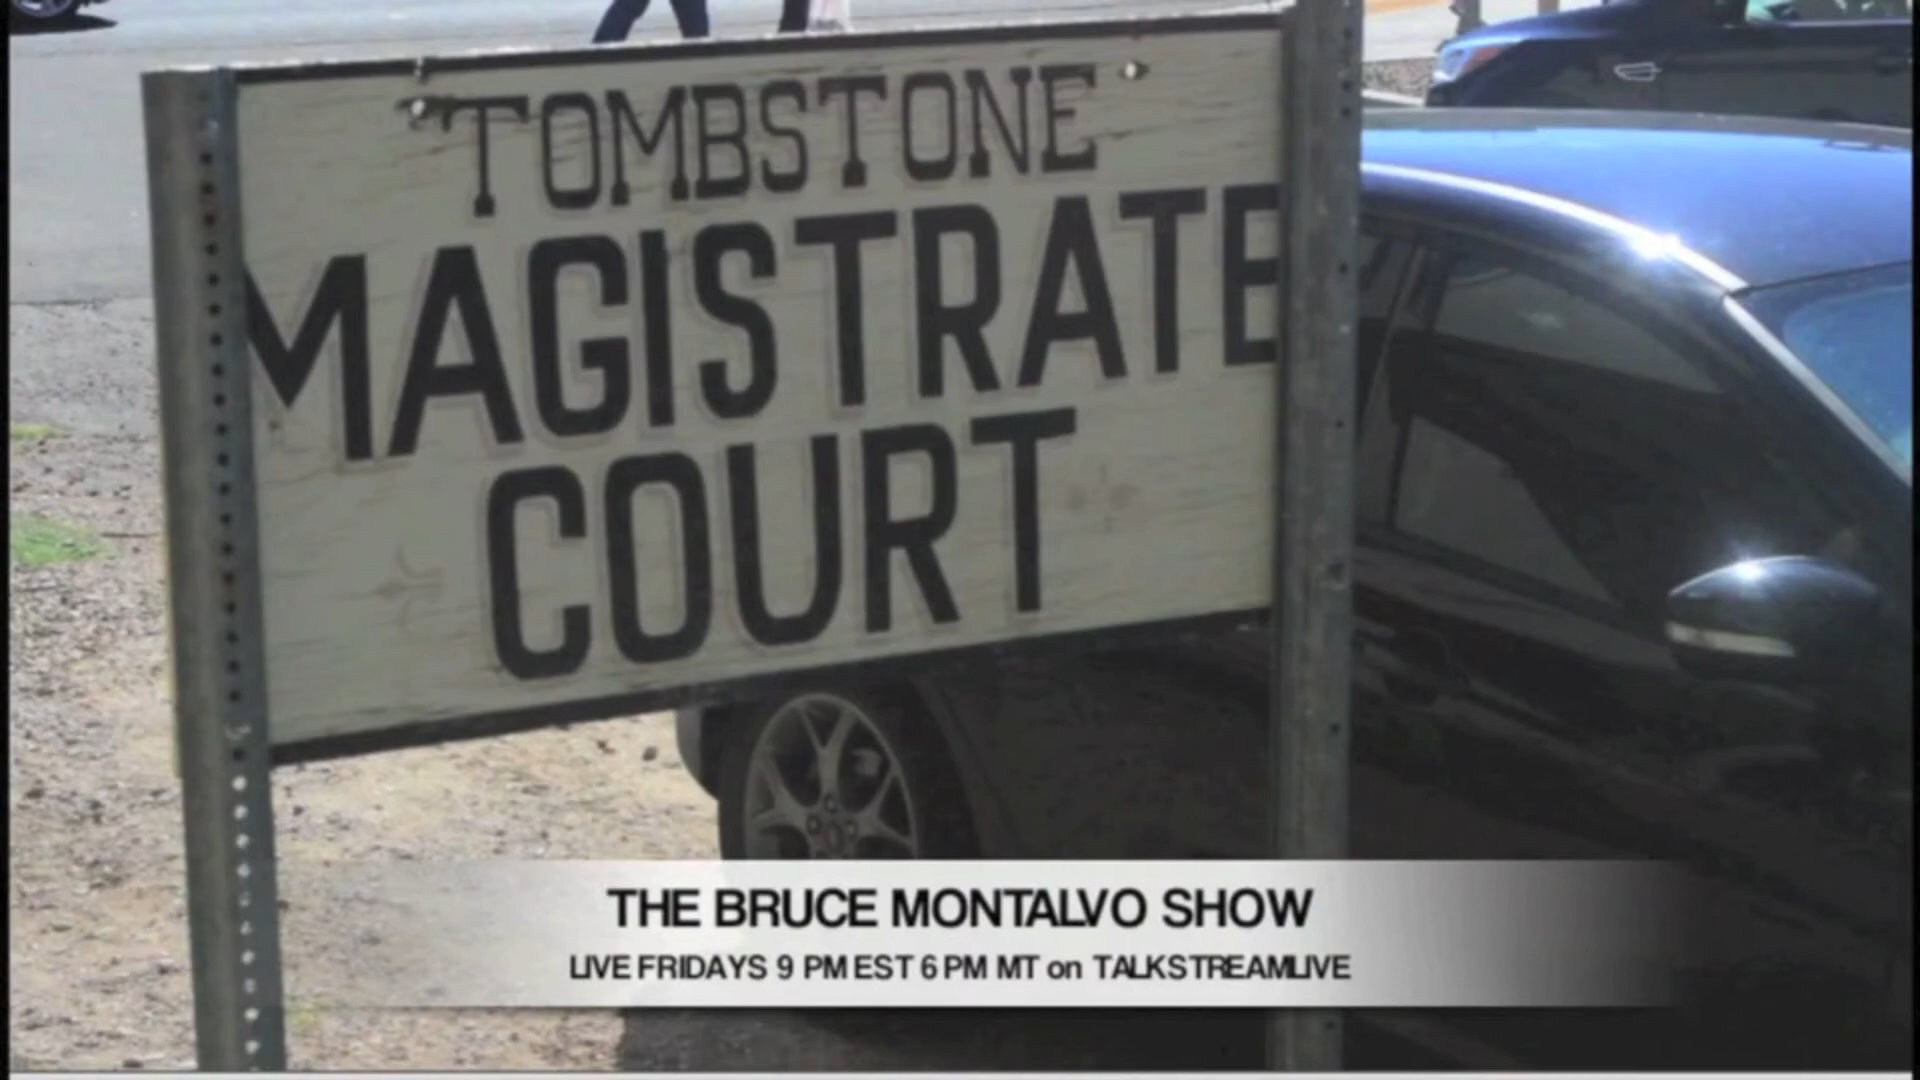 TOMBSTONE
MAGISTRATE
COURT
THE BRUCE MONTALVO SHOW
LIVE FRIDAYS 9 PM EST 6 PM MT on TALKSTREAMLIVE